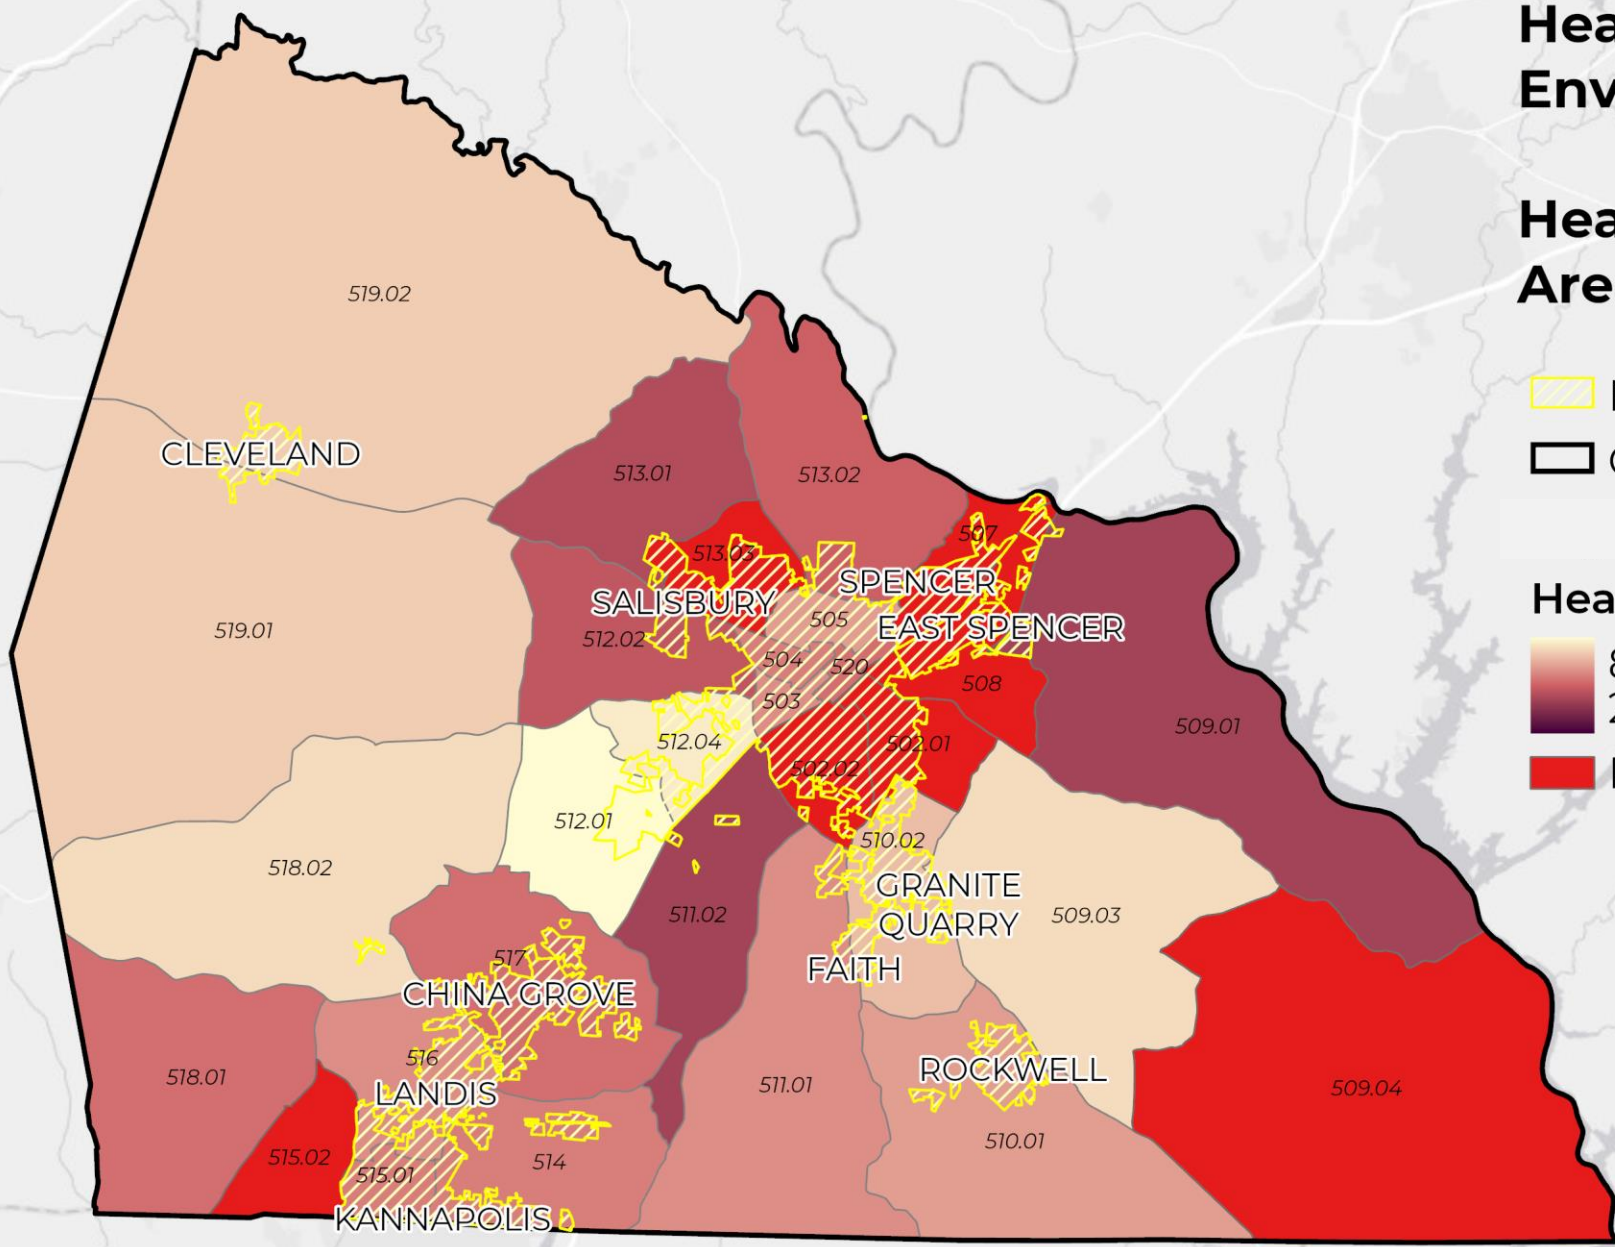 Hea
Env
Hea
Are
519.02
CLEVELAND
513.01
513.02
507
513.03
SPENCER
SALISBURY
505
EAST SPENCER
519.01
512.02
504
520
508
503
509.01
512.04
502.01
502.02
512.01
510.02
518.02
GRANITE
QUARRY
511.02
509.03
517
FAITH
CHINA GROVE
516
518.01
LANDIS
511.01
ROCKWELL
509.04
510.01
515.02
515.01
514
KANNAPOLIS
Hea